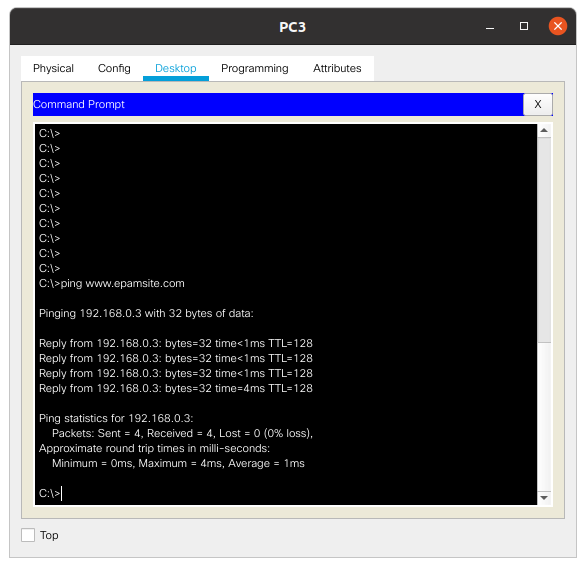 PC3
Physical Config Desktop Programming Attributes
Command Prompt X
C:\>
C:\>
C:\>
C:\>
C:\>
C:\>
C:\>
C:\>
C:\>
C:\>
C:\>ping www.epamsite.com
Pinging 192.168.0.3 with 32 bytes of data:
Reply from 192.168.0.3: bytes=32 time<1ms TTL=128
Reply from 192.168.0.3: bytes=32 time<1ms TTL=128
Reply from 192.168.0.3: bytes=32 time<1ms TTL=128
Reply from 192.168.0.3: bytes=32 time=4ms TTL=128
Ping statistics for 192.168.0.3:
Packets: Sent = 4, Received = 4, Lost = 0 (0% loss),
Approximate round trip times in milli-seconds:
Minimum = 0ms, Maximum = 4ms, Average = 1ms
C:\>
Top